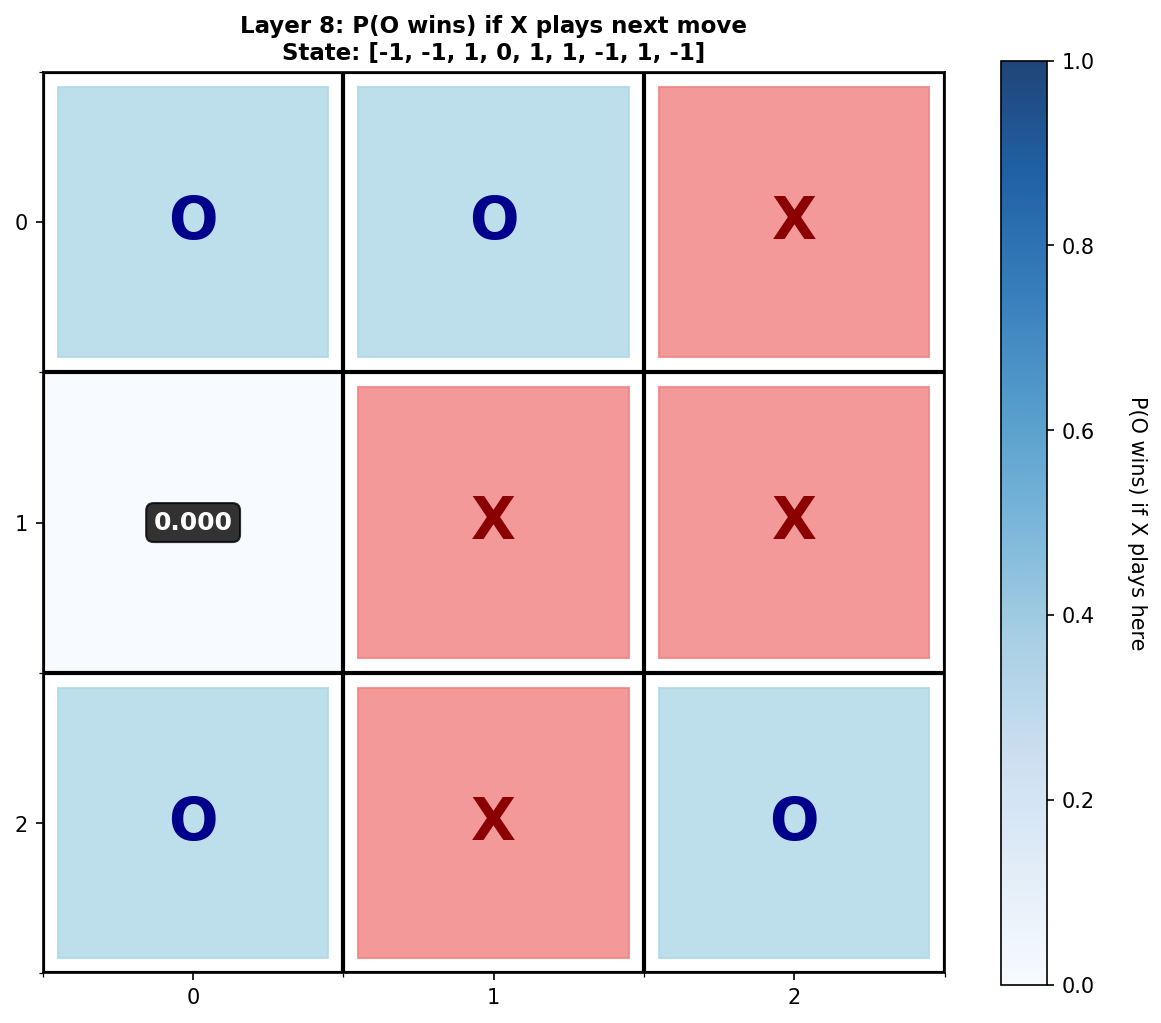 Layer 8: P(O wins) if X plays next move
State: [-1, -1, 1, 0, 1, 1, -1, 1, -1]
1.0
0 O O X
0.8
0.6
P(O wins) if X plays here
1 0.000 X X
0.4
0.2
2 O X O
0.0
0 1 2